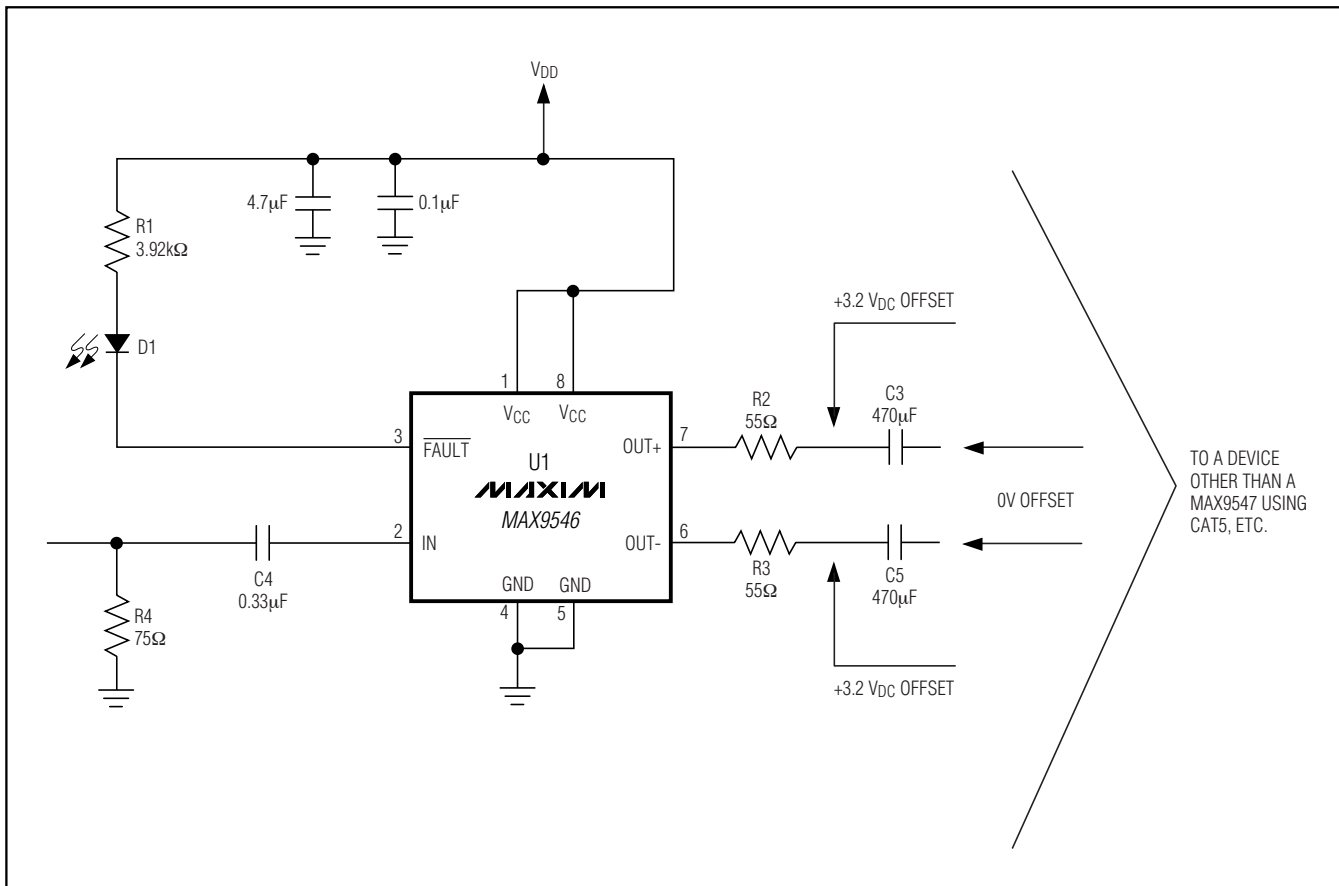 VDD
4.7µF
0.1µF
R1
3.92kΩ
D1
+3.2 VDC OFFSET
1
8
VCC
VCC
R2
55Ω
C3
470µF
3
FAULT
OUT+
7
U1
MAXIM
MAX9546
TO A DEVICE
OTHER THAN A
MAX9547 USING
CAT5, ETC.
0V OFFSET
2
IN
OUT-
6
C4
0.33µF
R3
55Ω
C5
470µF
GND
GND
4
5
R4
75Ω
+3.2 VDC OFFSET